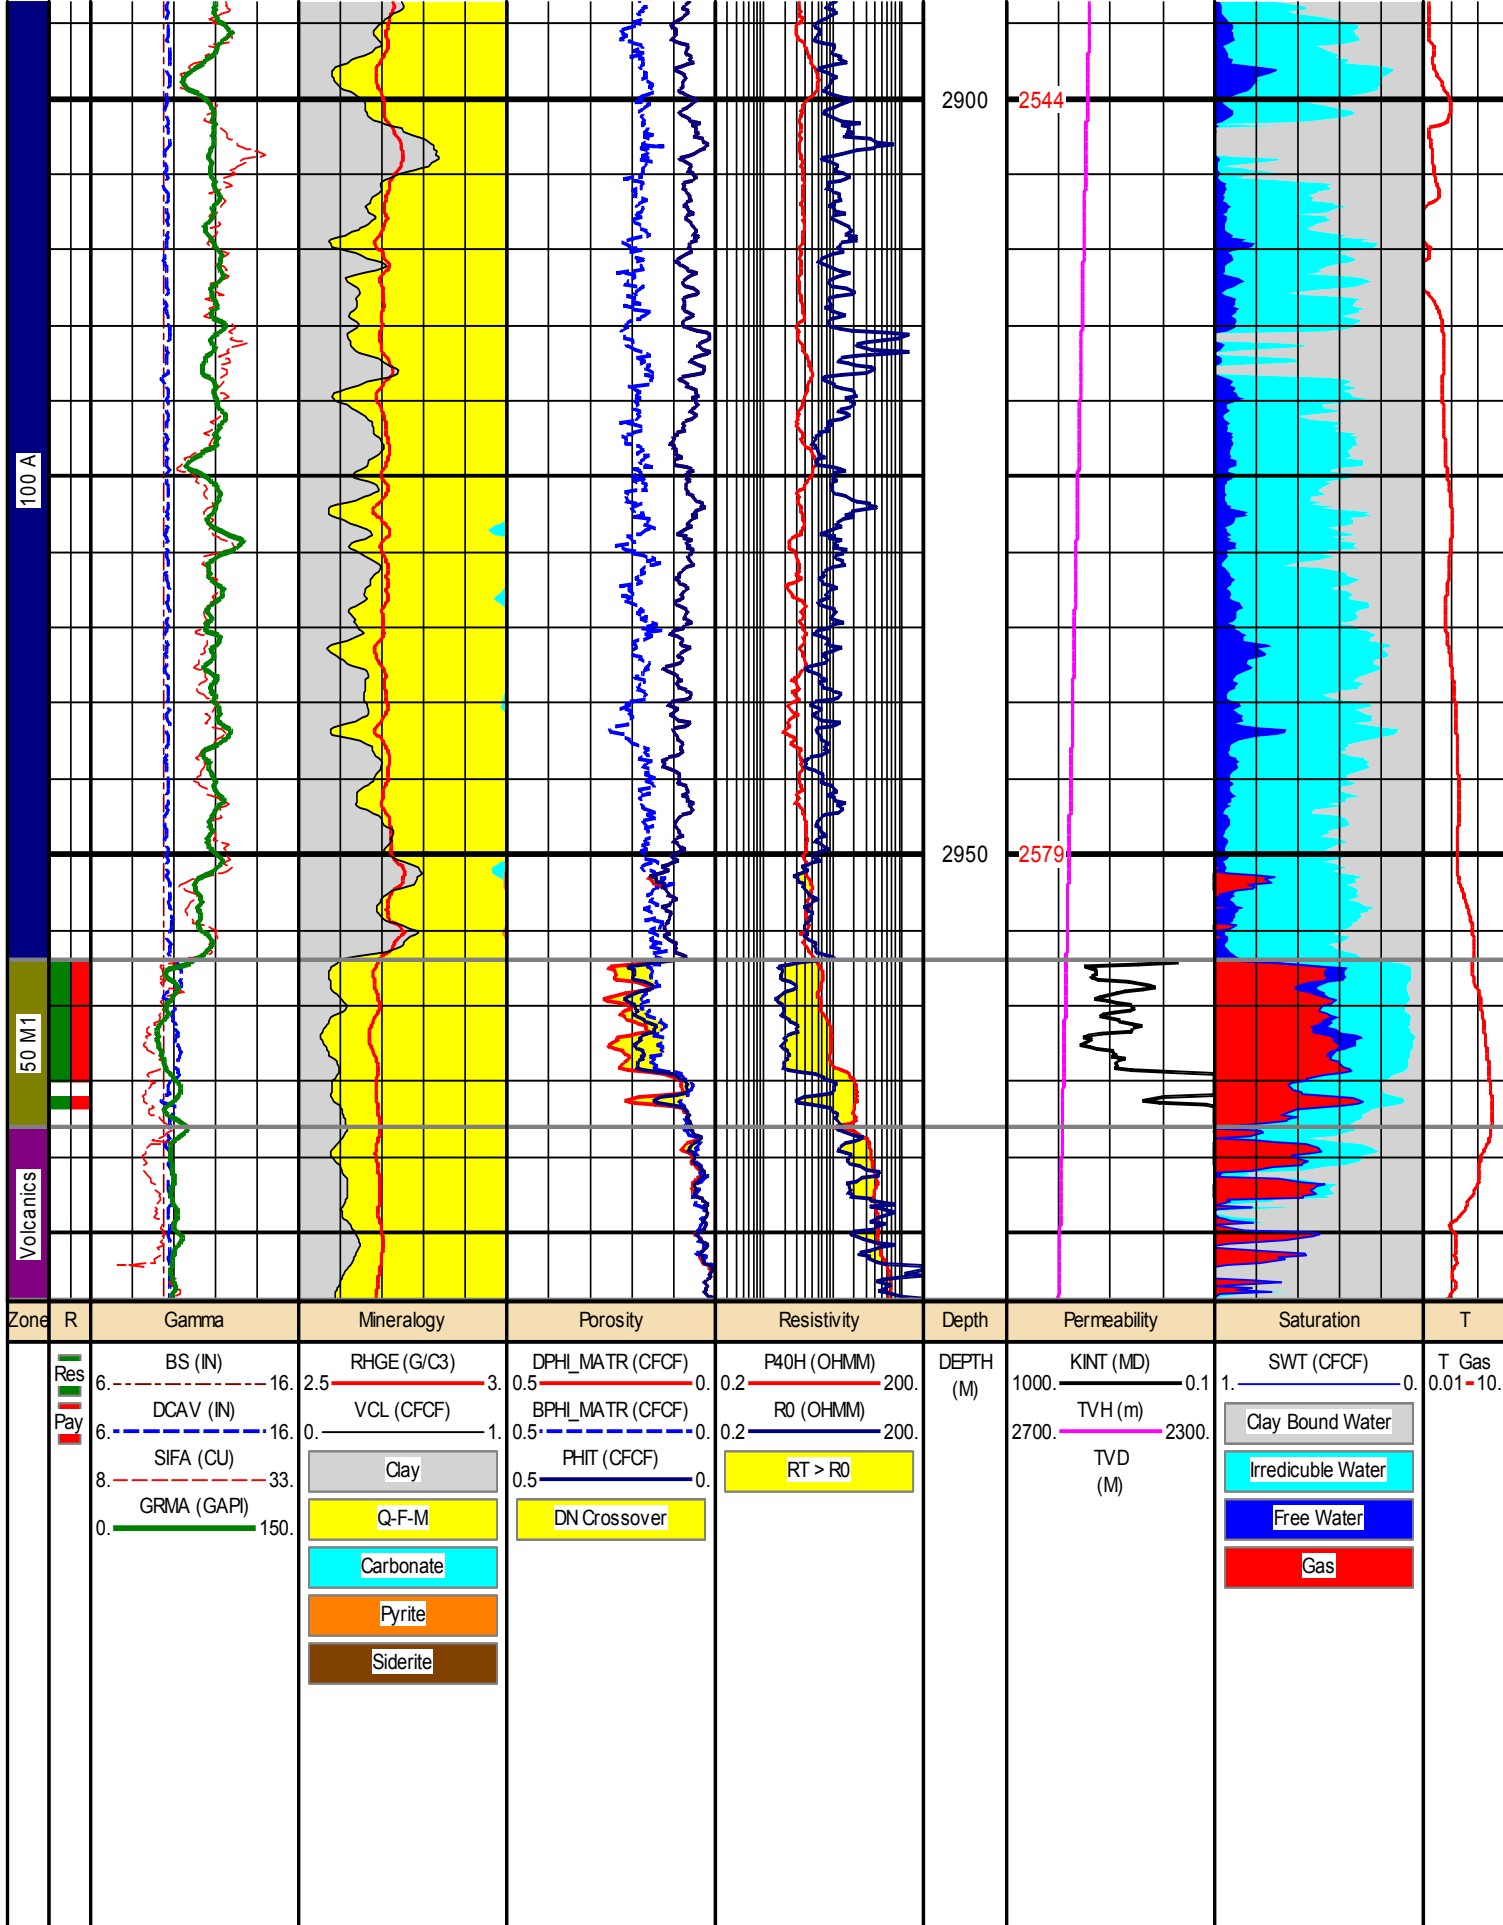 2900
2544
100 A
2950
2579
50 M1
Volcanics
Zone R Gamma Mineralogy Porosity Resistivity Depth Permeability Saturation T
Res
Pay
BS (IN)
6. 16.
DCAV (IN)
6. 16.
SIFA (CU)
8. 33.
GRMA (GAPI)
0. 150.
RHGE (G/C3)
2.5 3.
VCL (CFCF)
0. 1.
Clay
Q-F-M
Carbonate
Pyrite
Siderite
DPHI_MATR (CFCF)
0.5 0.
BPHI_MATR (CFCF)
0.5 0.
PHIT (CFCF)
0.5 0.
DN Crossover
P40H (OHMM)
0.2 200.
R0 (OHMM)
0.2 200.
RT > R0
DEPTH
(M)
KINT (MD)
1000. 0.1
TVH (m)
2700. 2300.
TVD
(M)
SWT (CFCF)
1. 0.
Clay Bound Water
Irredicuble Water
Free Water
Gas
T Gas
0.01 10.